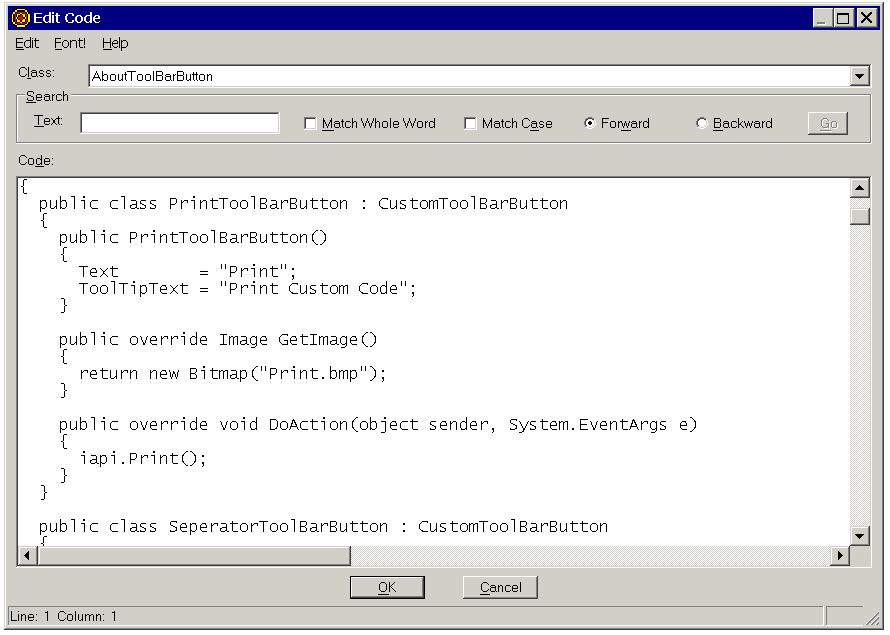 Edit Code
Edit Font! Help
Class: AboutToolBarButton
Search
Text: Match Whole Word Match Case Forward Backward Go
Code:
{
  public class PrintToolBarButton : CustomToolBarButton
  {
    public PrintToolBarButton()
    {
      Text        = "Print";
      ToolTipText = "Print Custom Code";
    }

    public override Image GetImage()
    {
      return new Bitmap("Print.bmp");
    }

    public override void DoAction(object sender, System.EventArgs e)
    {
      iapi.Print();
    }
  }

  public class SeperatorToolBarButton : CustomToolBarButton
  {
OK Cancel
Line: 1 Column: 1